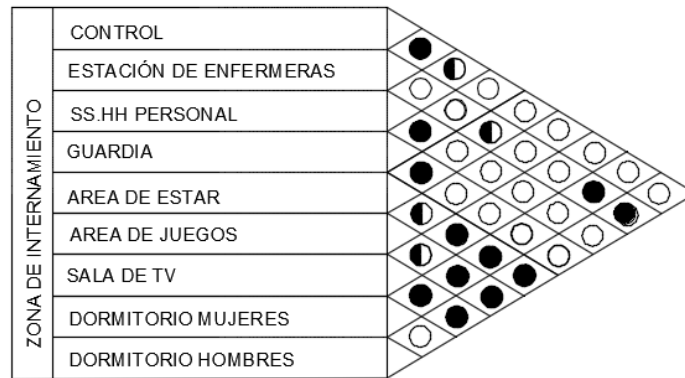 ZONA DE INTERNAMIENTO
CONTROL
ESTACIÓN DE ENFERMERAS
SS.HH PERSONAL
GUARDIA
AREA DE ESTAR
AREA DE JUEGOS
SALA DE TV
DORMITORIO MUJERES
DORMITORIO HOMBRES